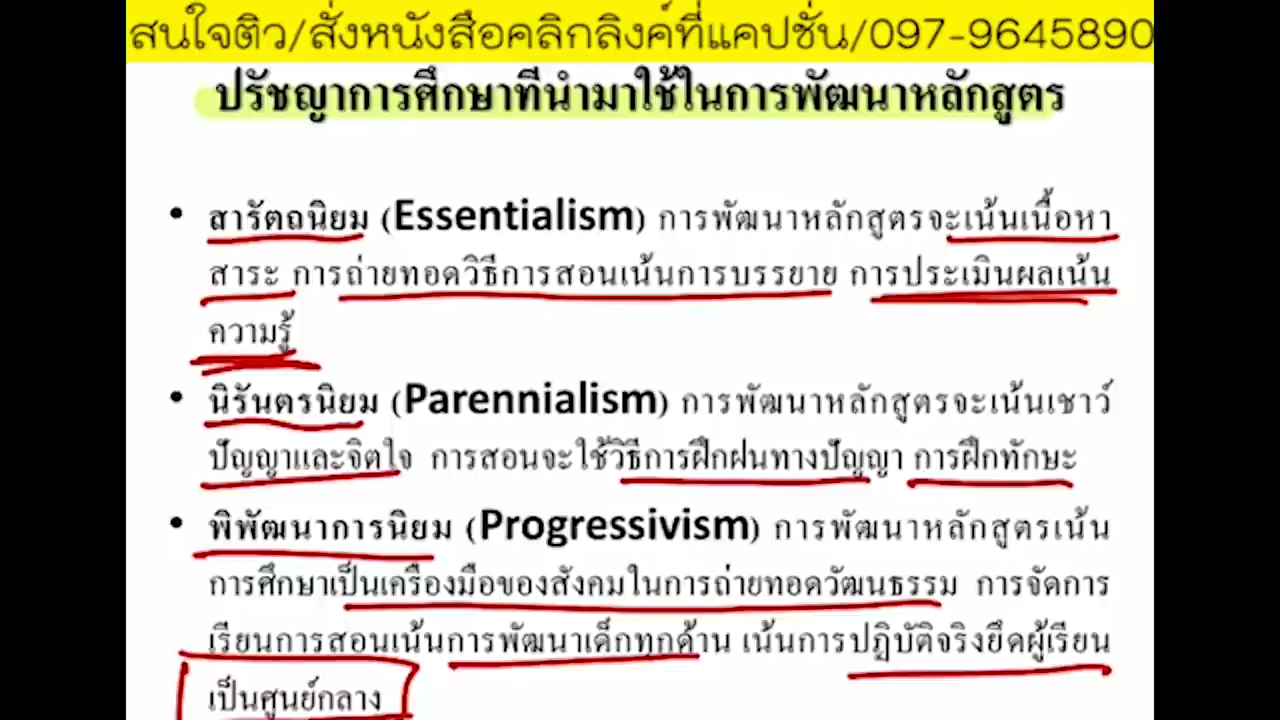 สนใจติว/สั่งหนังสือคลิกลิงค์ที่แคปชั่น/097-9645890
ปรัชญาการศึกษาที่นำมาใช้ในการพัฒนาหลักสูตร
• สารัตถนิยม (Essentialism) การพัฒนาหลักสูตรจะเน้นเนื้อหา
สาระ การถ่ายทอดวิธีการสอนเน้นการบรรยาย การประเมินผลเน้น
ความรู้
• นิรันตรนิยม (Parennialism) การพัฒนาหลักสูตรจะเน้นเชาว์
ปัญญาและจิตใจ การสอนจะใช้วิธีการฝึกฝนทางปัญญา การฝึกทักษะ
• พิพัฒนาการนิยม (Progressivism) การพัฒนาหลักสูตรเน้น
การศึกษาเป็นเครื่องมือของสังคมในการถ่ายทอดวัฒนธรรม การจัดการ
เรียนการสอนเน้นการพัฒนาเด็กทุกด้าน เน้นการปฏิบัติจริงยึดผู้เรียน
เป็นศูนย์กลาง